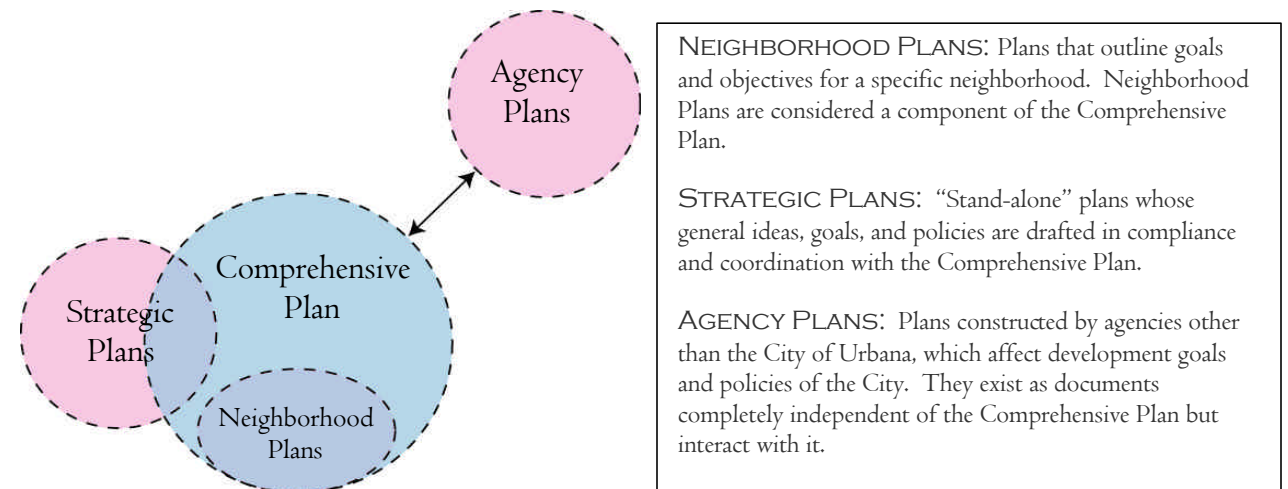 Agency
Plans
Comprehensive
Plan
Strategic
Plans
Neighborhood
Plans
NEIGHBORHOOD PLANS: Plans that outline goals
and objectives for a specific neighborhood. Neighborhood
Plans are considered a component of the Comprehensive
Plan.
STRATEGIC PLANS: “Stand-alone” plans whose
general ideas, goals, and policies are drafted in compliance
and coordination with the Comprehensive Plan.
AGENCY PLANS: Plans constructed by agencies other
than the City of Urbana, which affect development goals
and policies of the City. They exist as documents
completely independent of the Comprehensive Plan but
interact with it.